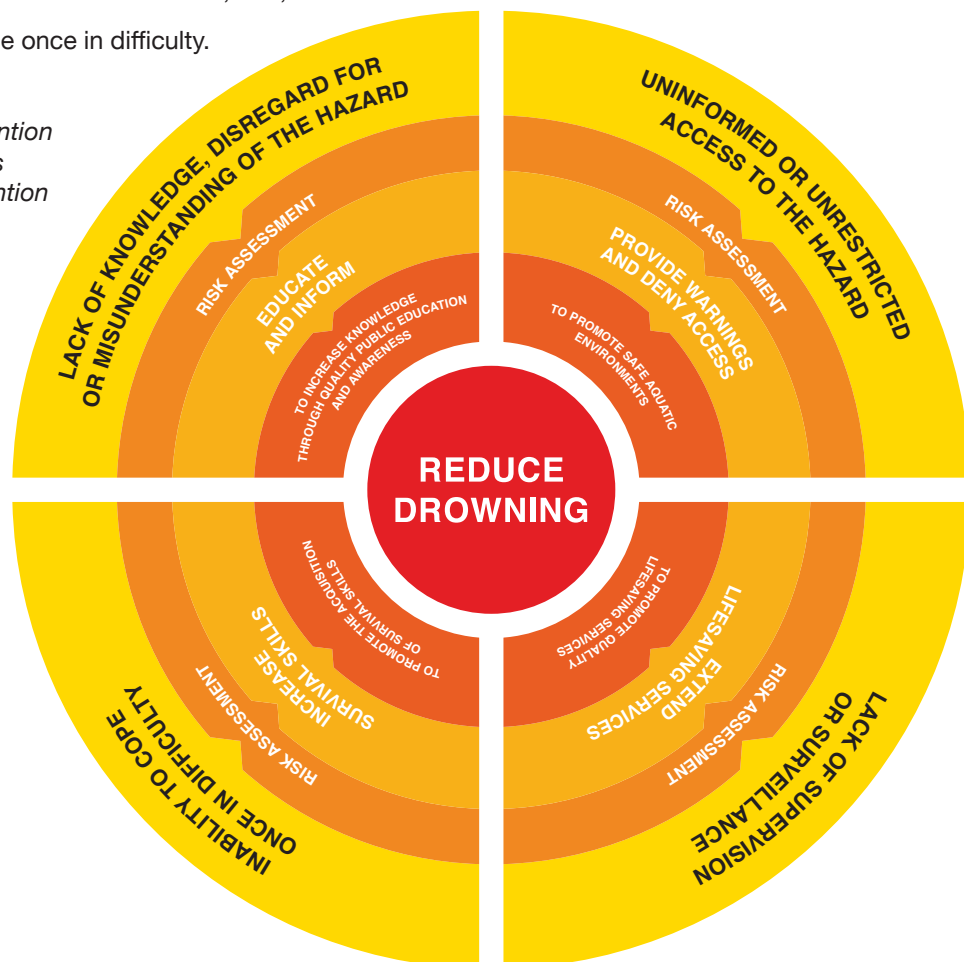 e once in difficulty.
ntion
s
ntion
LACK OF KNOWLEDGE, DISREGARD FOR
OR MISUNDERSTANDING OF THE HAZARD
RISK ASSESSMENT
EDUCATE
AND INFORM
TO INCREASE KNOWLEDGE
THROUGH QUALITY PUBLIC EDUCATION
AND AWARENESS
UNINFORMED OR UNRESTRICTED
ACCESS TO THE HAZARD
RISK ASSESSMENT
PROVIDE WARNINGS
AND DENY ACCESS
TO PROMOTE SAFE AQUATIC
ENVIRONMENTS
REDUCE
DROWNING
TO PROMOTE THE ACQUISITION
OF SURVIVAL SKILLS
INCREASE
SURVIVAL SKILLS
RISK ASSESSMENT
INABILITY TO COPE
ONCE IN DIFFICULTY
TO PROMOTE QUALITY
LIFESAVING SERVICES
EXTEND
LIFESAVING SERVICES
RISK ASSESSMENT
LACK OF SUPERVISION
OR SURVEILLANCE